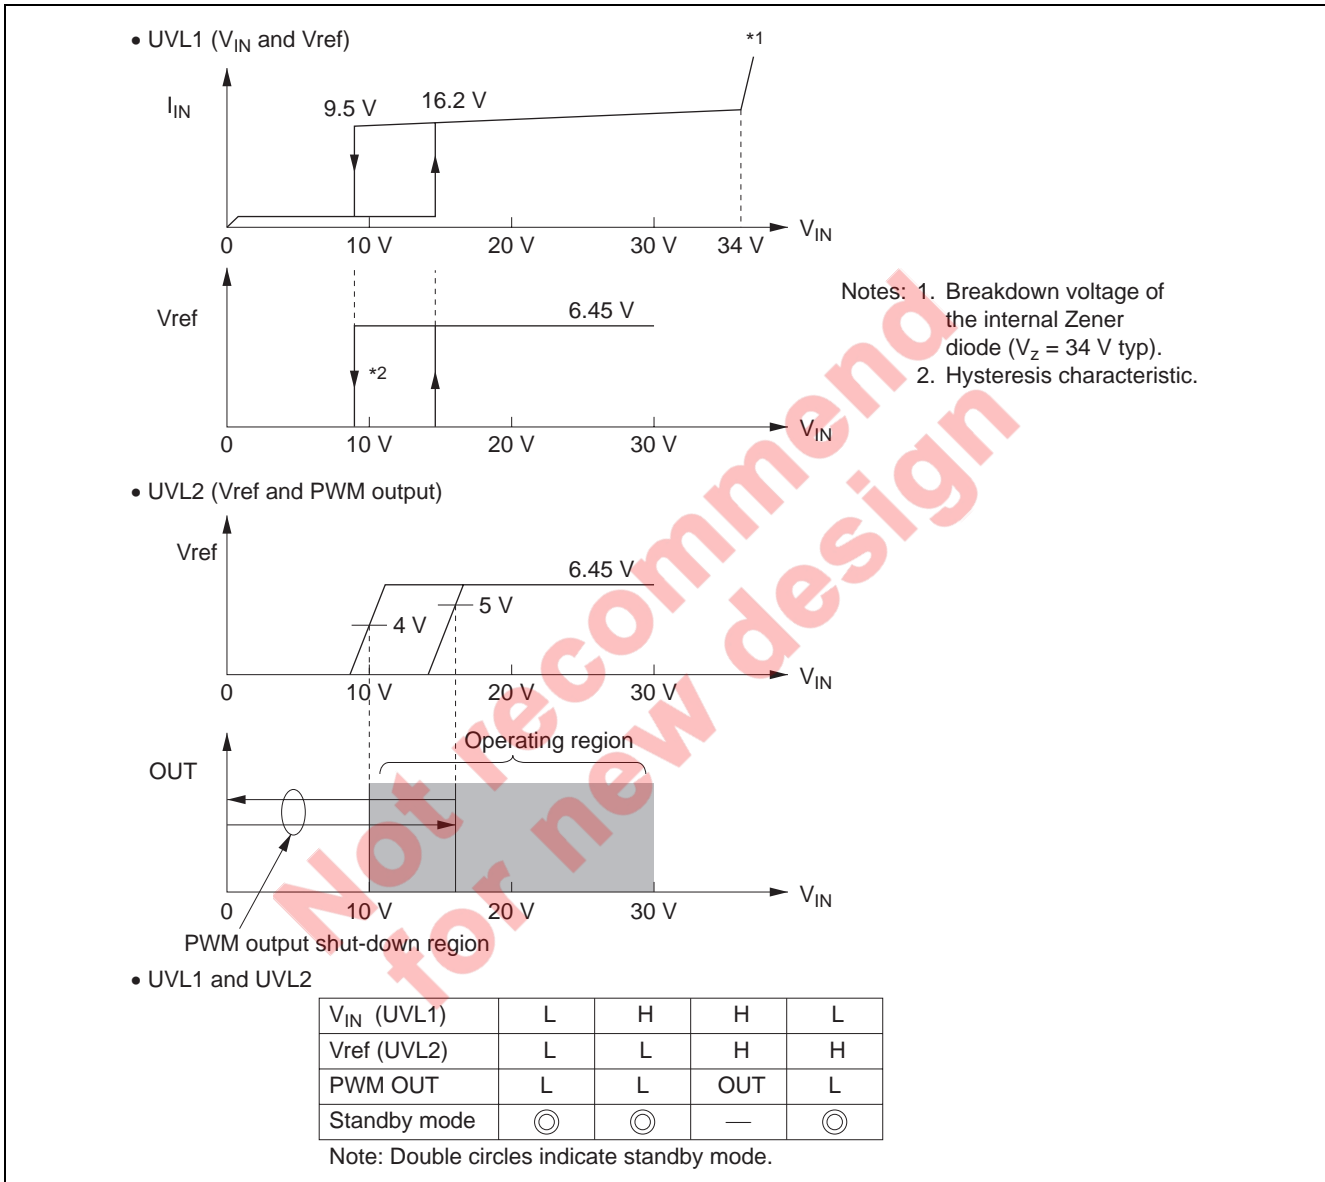 • UVL1 (VIN and Vref)
*1
IIN
9.5 V
16.2 V
0
10 V
20 V
30 V
34 V
VIN
Vref
6.45 V
*2
0
10 V
20 V
30 V
VIN
Notes: 1. Breakdown voltage of
the internal Zener
diode (Vz = 34 V typ).
2. Hysteresis characteristic.
• UVL2 (Vref and PWM output)
Vref
6.45 V
5 V
4 V
0
10 V
20 V
30 V
VIN
Operating region
OUT
0
10 V
20 V
30 V
VIN
PWM output shut-down region
• UVL1 and UVL2
VIN (UVL1) L H H L
Vref (UVL2) L L H H
PWM OUT L L OUT L
Standby mode ◎ ◎ — ◎
Note: Double circles indicate standby mode.
Not recommend
for new design